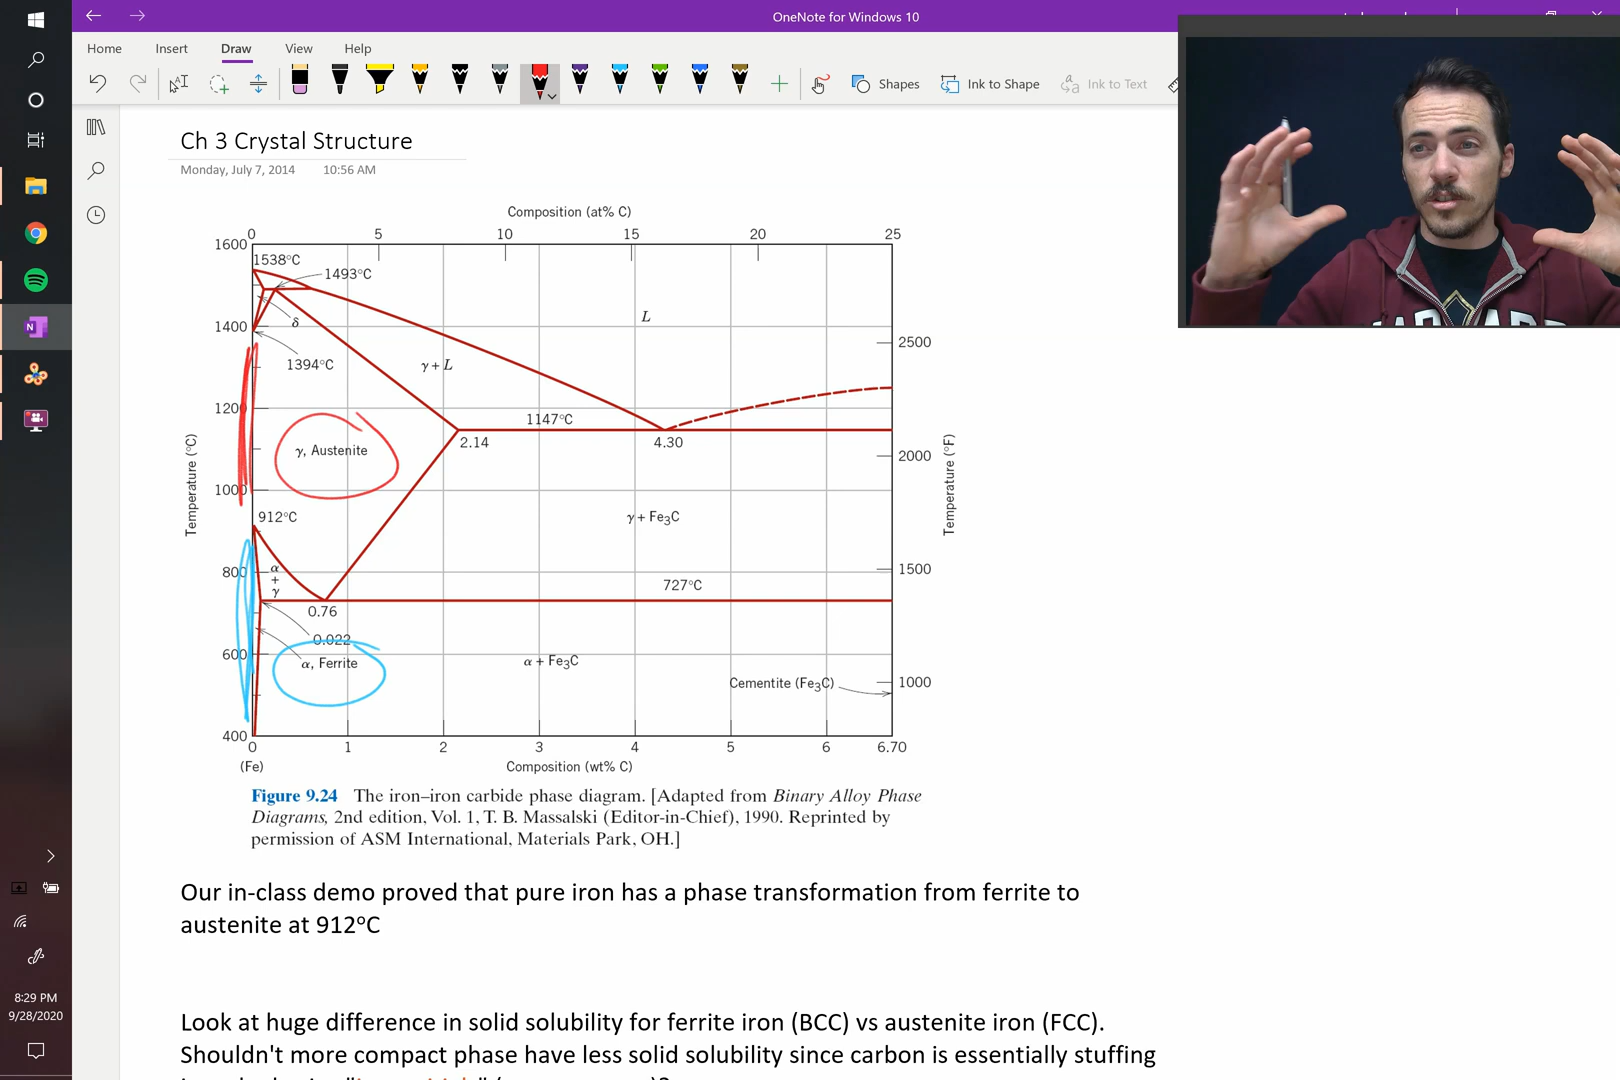 OneNote for Windows 10
Home Insert Draw View Help
Shapes Ink to Shape Ink to Text
Ch 3 Crystal Structure
Monday, July 7, 2014 10:56 AM
Composition (at% C)
0 5 10 15 20 25
1600
1538°C
1493°C
δ
L
1400
2500
1394°C
γ + L
1200
1147°C
2.14
4.30
γ, Austenite
2000
Temperature (°C)
Temperature (°F)
1000
912°C
γ + Fe₃C
800
α
+
γ
1500
727°C
0.76
0.022
600
α, Ferrite
α + Fe₃C
Cementite (Fe₃C)
1000
400
0 1 2 3 4 5 6 6.70
(Fe)
Composition (wt% C)
Figure 9.24 The iron–iron carbide phase diagram. [Adapted from Binary Alloy Phase
Diagrams, 2nd edition, Vol. 1, T. B. Massalski (Editor-in-Chief), 1990. Reprinted by
permission of ASM International, Materials Park, OH.]
Our in-class demo proved that pure iron has a phase transformation from ferrite to
austenite at 912°C
Look at huge difference in solid solubility for ferrite iron (BCC) vs austenite iron (FCC).
Shouldn't more compact phase have less solid solubility since carbon is essentially stuffing
8:29 PM
9/28/2020